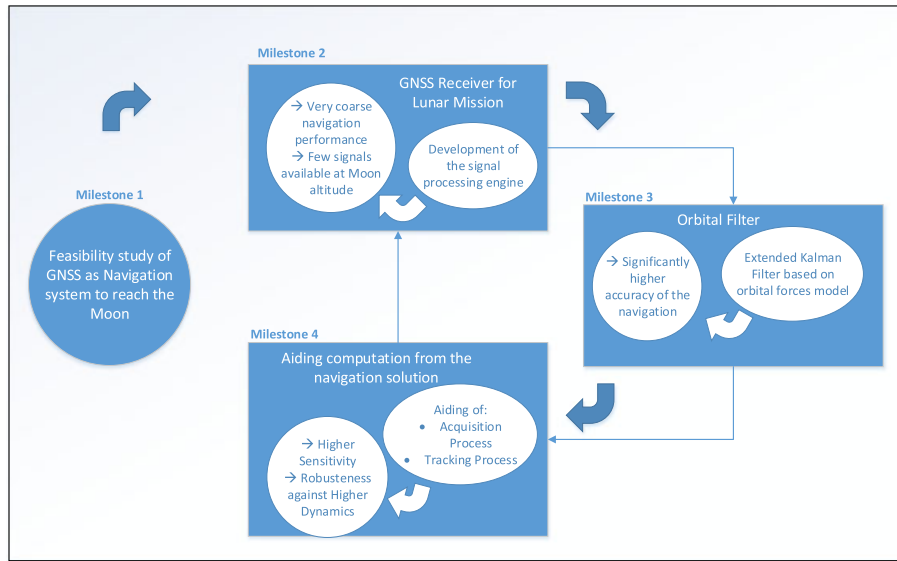 Milestone 1
Feasibility study of
GNSS as Navigation
system to reach the
Moon
Milestone 2
GNSS Receiver for
Lunar Mission
→ Very coarse
navigation
performance
→ Few signals
available at Moon
altitude
Development of
the signal
processing engine
Milestone 3
Orbital Filter
→ Significantly
higher
accuracy of the
navigation
Extended Kalman
Filter based on
orbital forces model
Milestone 4
Aiding computation from the
navigation solution
Aiding of:
• Acquisition
Process
• Tracking Process
→ Higher
Sensitivity
→ Robusteness
against Higher
Dynamics